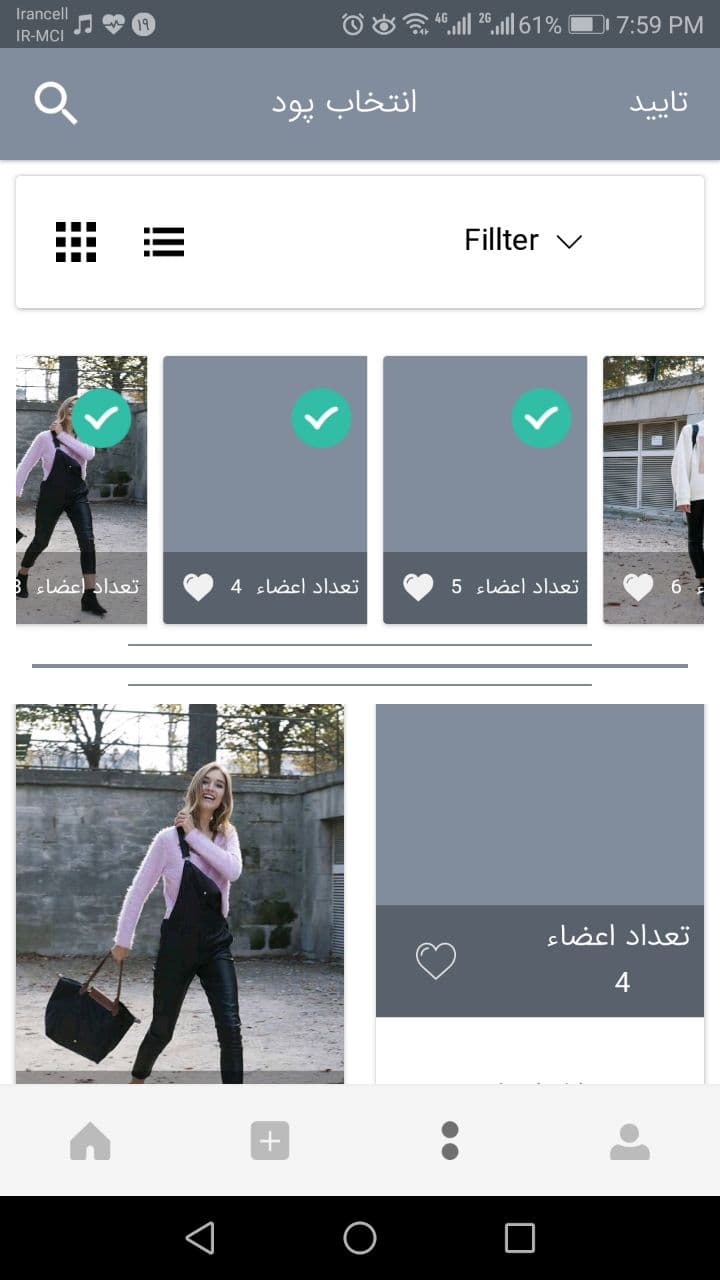 Irancell
IR-MCI
۱۹
4G
2G
61%
7:59 PM
تایید
انتخاب پود
Fillter
تعداد اعضاء
تعداد اعضاء 4
تعداد اعضاء 5
6
تعداد اعضاء
4